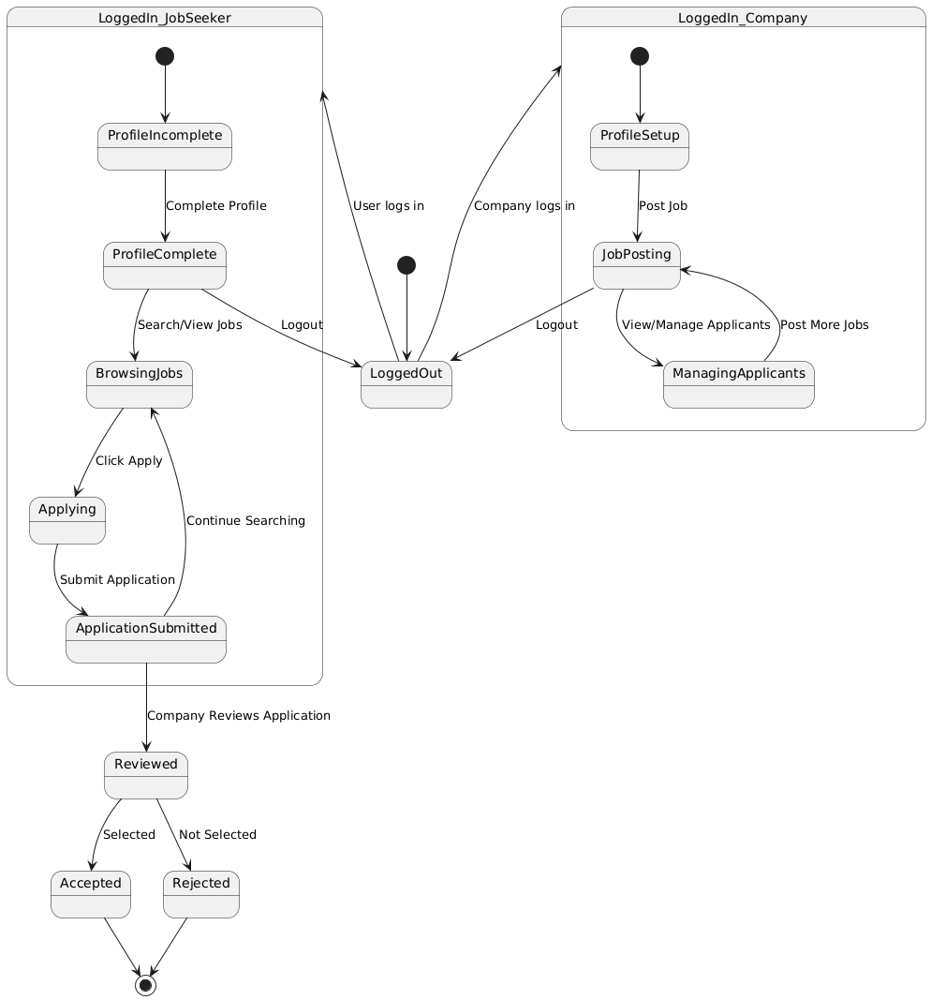 LoggedIn_JobSeeker
LoggedIn_Company
ProfileIncomplete
ProfileSetup
Complete Profile
User logs in
Company logs in
Post Job
ProfileComplete
JobPosting
Search/View Jobs
Logout
Logout
View/Manage Applicants
Post More Jobs
BrowsingJobs
LoggedOut
ManagingApplicants
Click Apply
Applying
Continue Searching
Submit Application
ApplicationSubmitted
Company Reviews Application
Reviewed
Selected
Not Selected
Accepted
Rejected